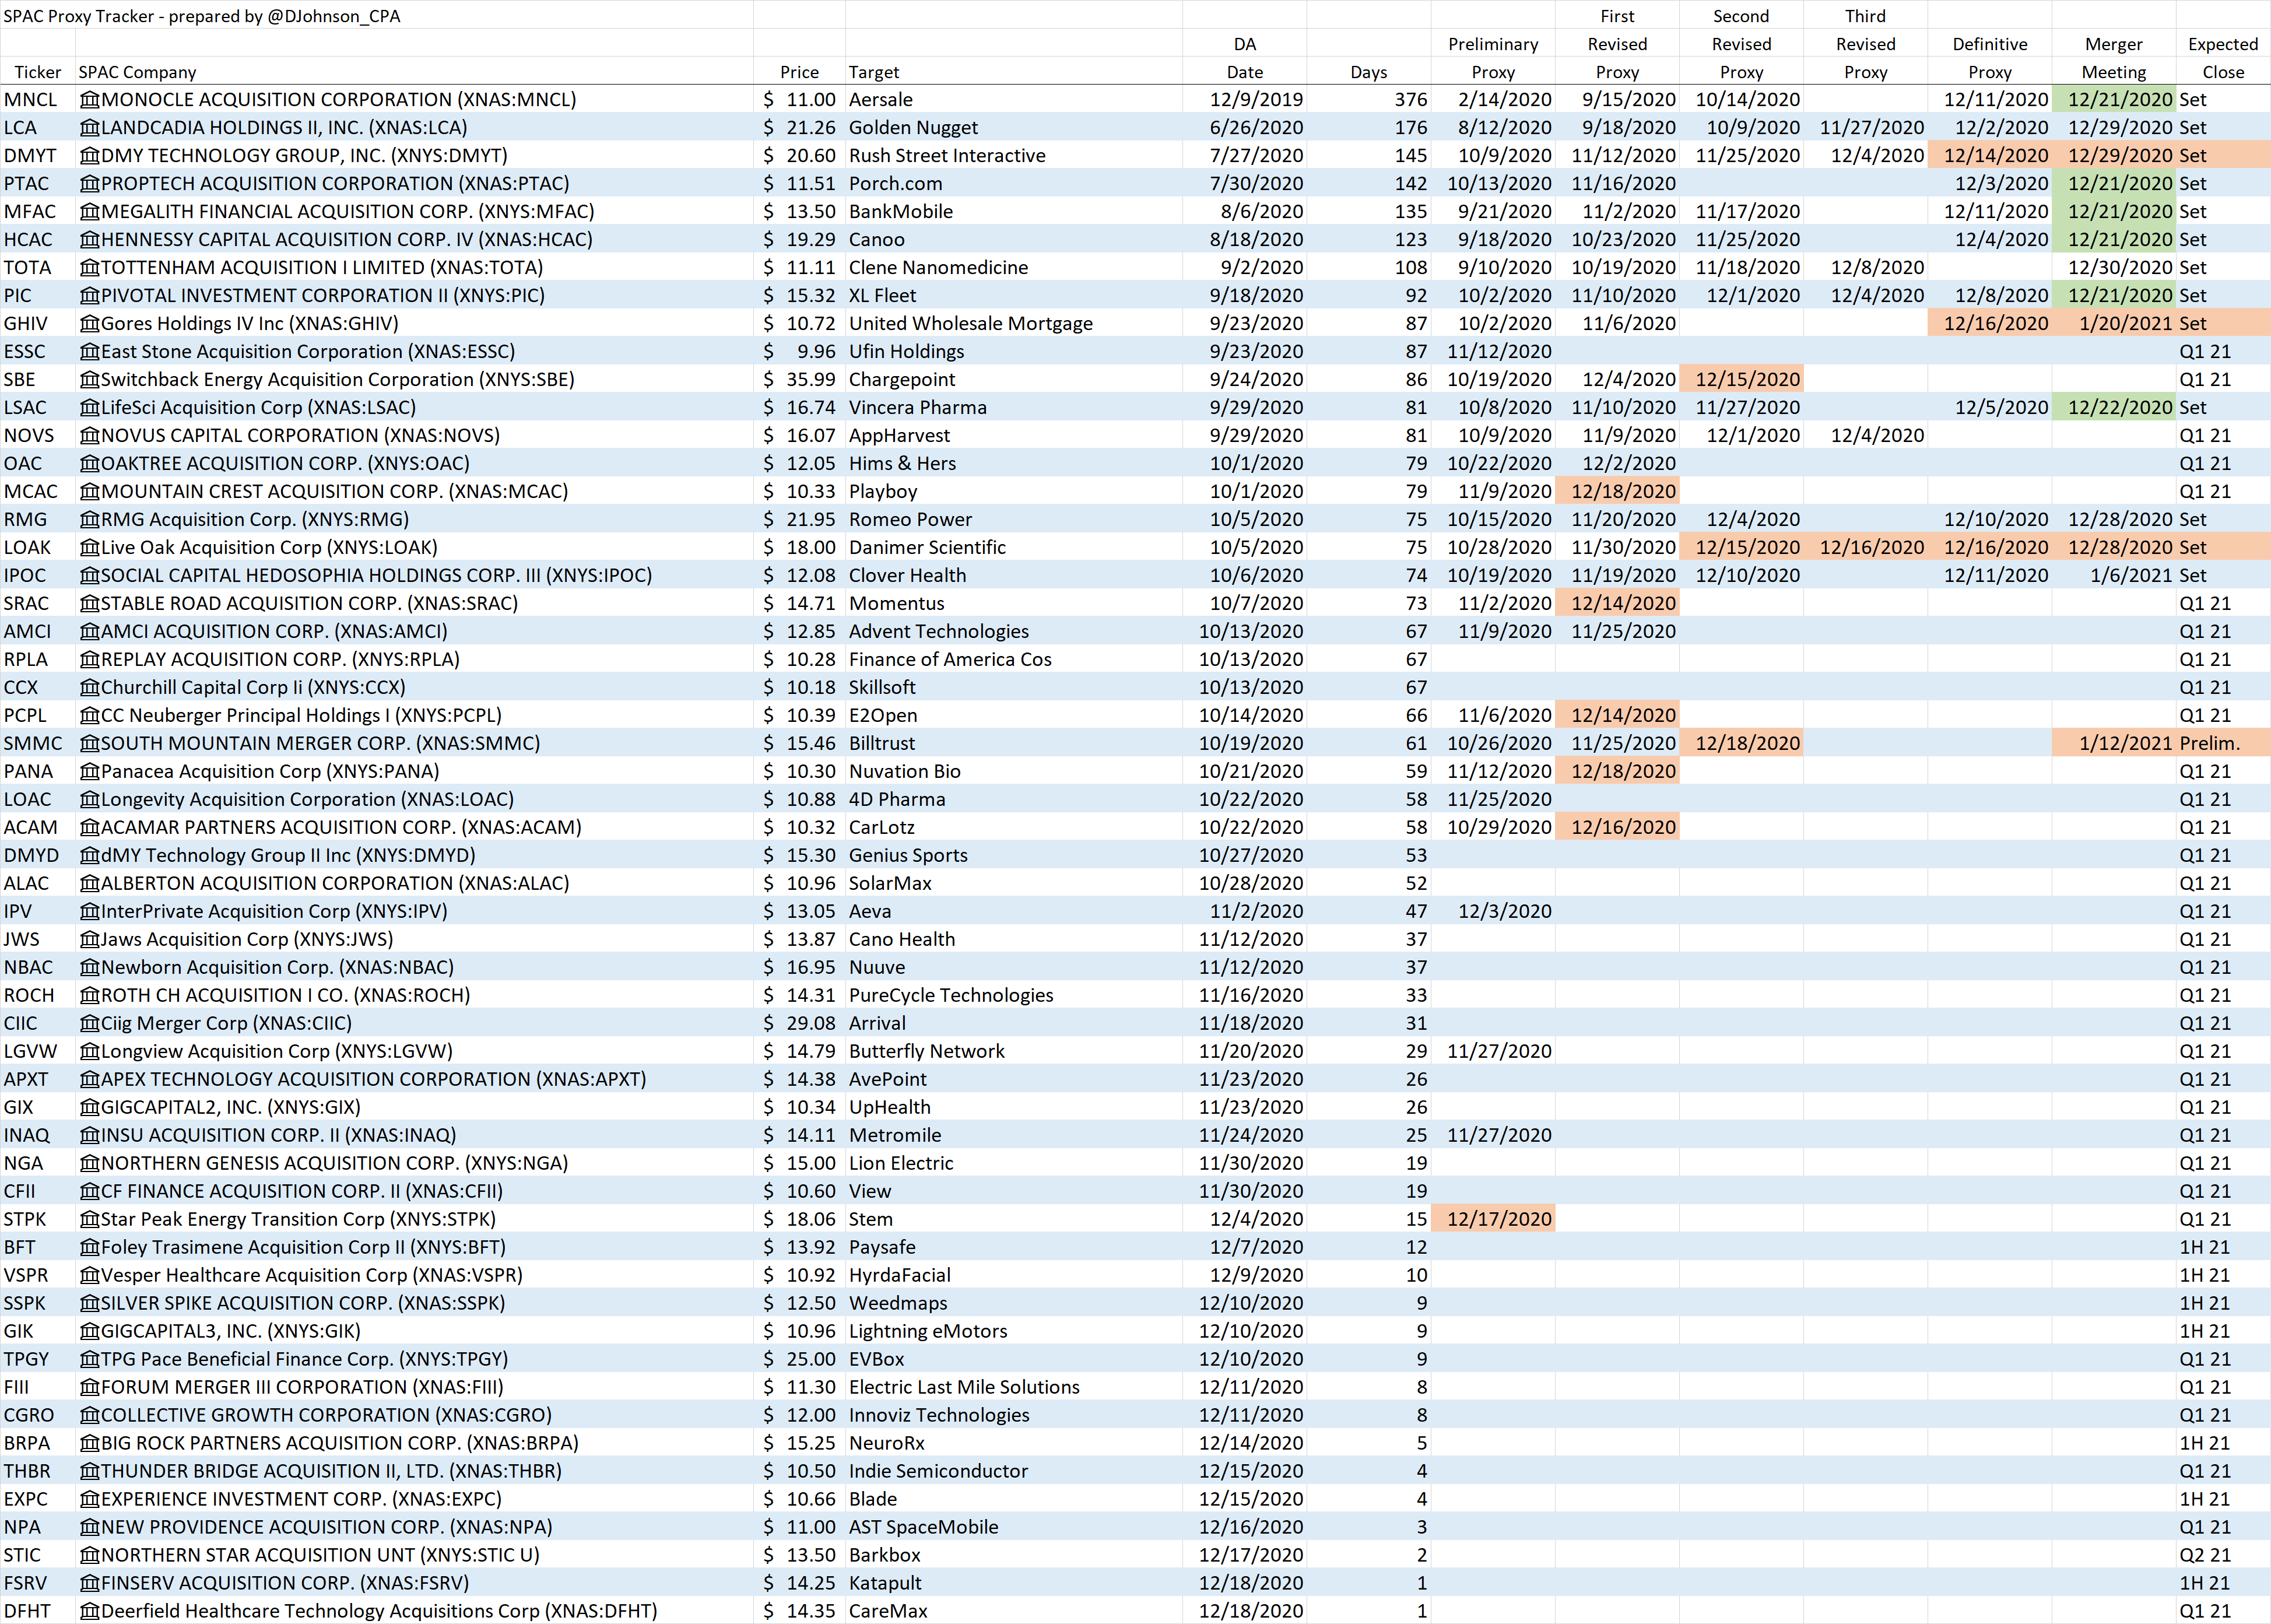 SPAC Proxy Tracker - prepared by @DJohnson_CPA First Second Third
DA Preliminary Revised Revised Revised Definitive Merger Expected
Ticker SPAC Company Price Target Date Days Proxy Proxy Proxy Proxy Proxy Meeting Close
MNCL MONOCLE ACQUISITION CORPORATION (XNAS:MNCL) $ 11.00 Aersale 12/9/2019 376 2/14/2020 9/15/2020 10/14/2020 12/11/2020 12/21/2020 Set
LCA LANDCADIA HOLDINGS II, INC. (XNAS:LCA) $ 21.26 Golden Nugget 6/26/2020 176 8/12/2020 9/18/2020 10/9/2020 11/27/2020 12/2/2020 12/29/2020 Set
DMYT DMY TECHNOLOGY GROUP, INC. (XNYS:DMYT) $ 20.60 Rush Street Interactive 7/27/2020 145 10/9/2020 11/12/2020 11/25/2020 12/4/2020 12/14/2020 12/29/2020 Set
PTAC PROPTECH ACQUISITION CORPORATION (XNAS:PTAC) $ 11.51 Porch.com 7/30/2020 142 10/13/2020 11/16/2020 12/3/2020 12/21/2020 Set
MFAC MEGALITH FINANCIAL ACQUISITION CORP. (XNYS:MFAC) $ 13.50 BankMobile 8/6/2020 135 9/21/2020 11/2/2020 11/17/2020 12/11/2020 12/21/2020 Set
HCAC HENNESSY CAPITAL ACQUISITION CORP. IV (XNAS:HCAC) $ 19.29 Canoo 8/18/2020 123 9/18/2020 10/23/2020 11/25/2020 12/4/2020 12/21/2020 Set
TOTA TOTTENHAM ACQUISITION I LIMITED (XNAS:TOTA) $ 11.11 Clene Nanomedicine 9/2/2020 108 9/10/2020 10/19/2020 11/18/2020 12/8/2020 12/30/2020 Set
PIC PIVOTAL INVESTMENT CORPORATION II (XNYS:PIC) $ 15.32 XL Fleet 9/18/2020 92 10/2/2020 11/10/2020 12/1/2020 12/4/2020 12/8/2020 12/21/2020 Set
GHIV Gores Holdings IV Inc (XNAS:GHIV) $ 10.72 United Wholesale Mortgage 9/23/2020 87 10/2/2020 11/6/2020 12/16/2020 1/20/2021 Set
ESSC East Stone Acquisition Corporation (XNAS:ESSC) $ 9.96 Ufin Holdings 9/23/2020 87 11/12/2020 Q1 21
SBE Switchback Energy Acquisition Corporation (XNYS:SBE) $ 35.99 Chargepoint 9/24/2020 86 10/19/2020 12/4/2020 12/15/2020 Q1 21
LSAC LifeSci Acquisition Corp (XNAS:LSAC) $ 16.74 Vincera Pharma 9/29/2020 81 10/8/2020 11/10/2020 11/27/2020 12/5/2020 12/22/2020 Set
NOVS NOVUS CAPITAL CORPORATION (XNAS:NOVS) $ 16.07 AppHarvest 9/29/2020 81 10/9/2020 11/9/2020 12/1/2020 12/4/2020 Q1 21
OAC OAKTREE ACQUISITION CORP. (XNYS:OAC) $ 12.05 Hims & Hers 10/1/2020 79 10/22/2020 12/2/2020 Q1 21
MCAC MOUNTAIN CREST ACQUISITION CORP. (XNAS:MCAC) $ 10.33 Playboy 10/1/2020 79 11/9/2020 12/18/2020 Q1 21
RMG RMG Acquisition Corp. (XNYS:RMG) $ 21.95 Romeo Power 10/5/2020 75 10/15/2020 11/20/2020 12/4/2020 12/10/2020 12/28/2020 Set
LOAK Live Oak Acquisition Corp (XNYS:LOAK) $ 18.00 Danimer Scientific 10/5/2020 75 10/28/2020 11/30/2020 12/15/2020 12/16/2020 12/16/2020 12/28/2020 Set
IPOC SOCIAL CAPITAL HEDOSOPHIA HOLDINGS CORP. III (XNYS:IPOC) $ 12.08 Clover Health 10/6/2020 74 10/19/2020 11/19/2020 12/10/2020 12/11/2020 1/6/2021 Set
SRAC STABLE ROAD ACQUISITION CORP. (XNAS:SRAC) $ 14.71 Momentus 10/7/2020 73 11/2/2020 12/14/2020 Q1 21
AMCI AMCI ACQUISITION CORP. (XNAS:AMCI) $ 12.85 Advent Technologies 10/13/2020 67 11/9/2020 11/25/2020 Q1 21
RPLA REPLAY ACQUISITION CORP. (XNYS:RPLA) $ 10.28 Finance of America Cos 10/13/2020 67 Q1 21
CCX Churchill Capital Corp Ii (XNYS:CCX) $ 10.18 Skillsoft 10/13/2020 67 Q1 21
PCPL CC Neuberger Principal Holdings I (XNYS:PCPL) $ 10.39 E2Open 10/14/2020 66 11/6/2020 12/14/2020 Q1 21
SMMC SOUTH MOUNTAIN MERGER CORP. (XNAS:SMMC) $ 15.46 Billtrust 10/19/2020 61 10/26/2020 11/25/2020 12/18/2020 1/12/2021 Prelim.
PANA Panacea Acquisition Corp (XNYS:PANA) $ 10.30 Nuvation Bio 10/21/2020 59 11/12/2020 12/18/2020 Q1 21
LOAC Longevity Acquisition Corporation (XNAS:LOAC) $ 10.88 4D Pharma 10/22/2020 58 11/25/2020 Q1 21
ACAM ACAMAR PARTNERS ACQUISITION CORP. (XNAS:ACAM) $ 10.32 CarLotz 10/22/2020 58 10/29/2020 12/16/2020 Q1 21
DMYD dMY Technology Group II Inc (XNYS:DMYD) $ 15.30 Genius Sports 10/27/2020 53 Q1 21
ALAC ALBERTON ACQUISITION CORPORATION (XNAS:ALAC) $ 10.96 SolarMax 10/28/2020 52 Q1 21
IPV InterPrivate Acquisition Corp (XNYS:IPV) $ 13.05 Aeva 11/2/2020 47 12/3/2020 Q1 21
JWS Jaws Acquisition Corp (XNYS:JWS) $ 13.87 Cano Health 11/12/2020 37 Q1 21
NBAC Newborn Acquisition Corp. (XNAS:NBAC) $ 16.95 Nuuve 11/12/2020 37 Q1 21
ROCH ROTH CH ACQUISITION I CO. (XNAS:ROCH) $ 14.31 PureCycle Technologies 11/16/2020 33 Q1 21
CIIC Ciig Merger Corp (XNAS:CIIC) $ 29.08 Arrival 11/18/2020 31 Q1 21
LGVW Longview Acquisition Corp (XNYS:LGVW) $ 14.79 Butterfly Network 11/20/2020 29 11/27/2020 Q1 21
APXT APEX TECHNOLOGY ACQUISITION CORPORATION (XNAS:APXT) $ 14.38 AvePoint 11/23/2020 26 Q1 21
GIX GIGCAPITAL2, INC. (XNYS:GIX) $ 10.34 UpHealth 11/23/2020 26 Q1 21
INAQ INSU ACQUISITION CORP. II (XNAS:INAQ) $ 14.11 Metromile 11/24/2020 25 11/27/2020 Q1 21
NGA NORTHERN GENESIS ACQUISITION CORP. (XNYS:NGA) $ 15.00 Lion Electric 11/30/2020 19 Q1 21
CFII CF FINANCE ACQUISITION CORP. II (XNAS:CFII) $ 10.60 View 11/30/2020 19 Q1 21
STPK Star Peak Energy Transition Corp (XNYS:STPK) $ 18.06 Stem 12/4/2020 15 12/17/2020 Q1 21
BFT Foley Trasimene Acquisition Corp II (XNYS:BFT) $ 13.92 Paysafe 12/7/2020 12 1H 21
VSPR Vesper Healthcare Acquisition Corp (XNAS:VSPR) $ 10.92 HyrdaFacial 12/9/2020 10 1H 21
SSPK SILVER SPIKE ACQUISITION CORP. (XNAS:SSPK) $ 12.50 Weedmaps 12/10/2020 9 1H 21
GIK GIGCAPITAL3, INC. (XNYS:GIK) $ 10.96 Lightning eMotors 12/10/2020 9 1H 21
TPGY TPG Pace Beneficial Finance Corp. (XNYS:TPGY) $ 25.00 EVBox 12/10/2020 9 Q1 21
FIII FORUM MERGER III CORPORATION (XNAS:FIII) $ 11.30 Electric Last Mile Solutions 12/11/2020 8 Q1 21
CGRO COLLECTIVE GROWTH CORPORATION (XNAS:CGRO) $ 12.00 Innoviz Technologies 12/11/2020 8 Q1 21
BRPA BIG ROCK PARTNERS ACQUISITION CORP. (XNAS:BRPA) $ 15.25 NeuroRx 12/14/2020 5 1H 21
THBR THUNDER BRIDGE ACQUISITION II, LTD. (XNAS:THBR) $ 10.50 Indie Semiconductor 12/15/2020 4 Q1 21
EXPC EXPERIENCE INVESTMENT CORP. (XNAS:EXPC) $ 10.66 Blade 12/15/2020 4 1H 21
NPA NEW PROVIDENCE ACQUISITION CORP. (XNAS:NPA) $ 11.00 AST SpaceMobile 12/16/2020 3 Q1 21
STIC NORTHERN STAR ACQUISITION UNT (XNYS:STIC U) $ 13.50 Barkbox 12/17/2020 2 Q2 21
FSRV FINSERV ACQUISITION CORP. (XNAS:FSRV) $ 14.25 Katapult 12/18/2020 1 1H 21
DFHT Deerfield Healthcare Technology Acquisitions Corp (XNAS:DFHT) $ 14.35 CareMax 12/18/2020 1 Q1 21